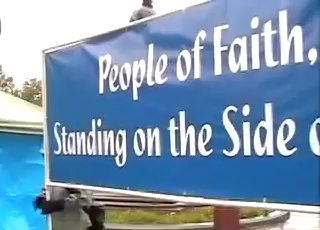 People of Faith,
Standing on the Side